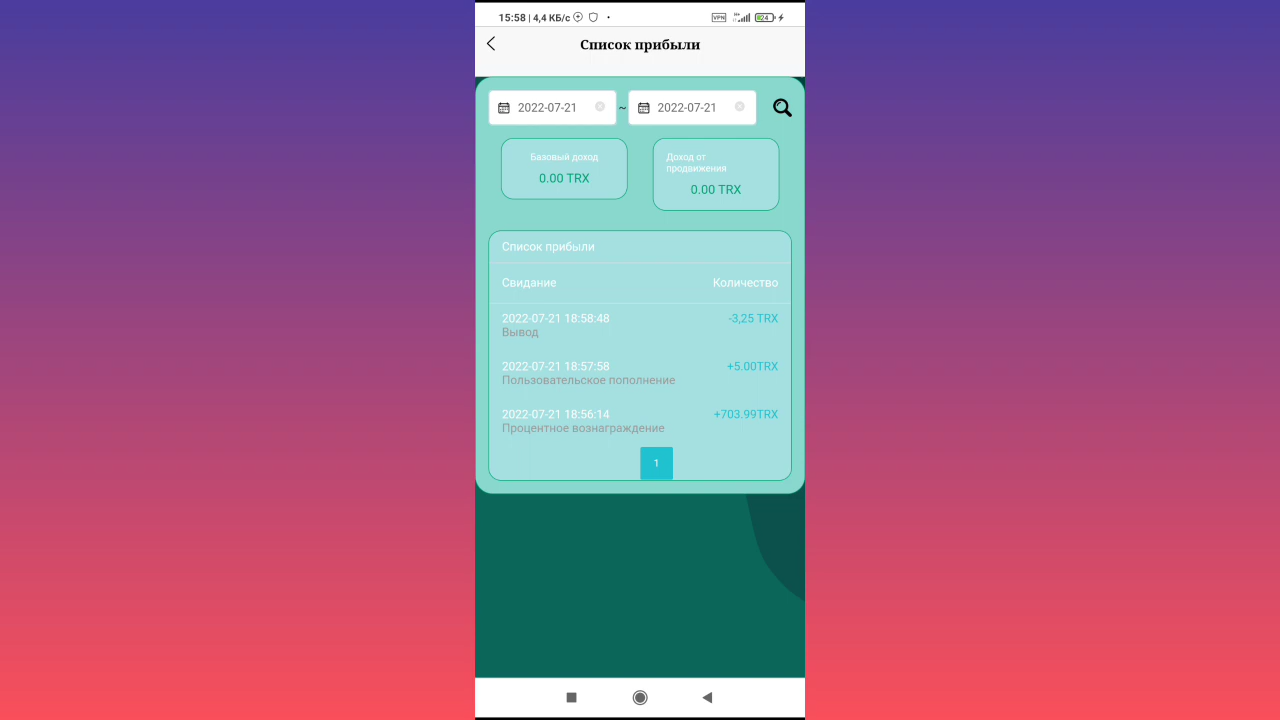 15:58 | 4,4 КБ/с
VPN
24
Список прибыли
2022-07-21 ~ 2022-07-21
Базовый доход
0.00 TRX
Доход от
продвижения
0.00 TRX
Список прибыли
Свидание Количество
2022-07-21 18:58:48 -3,25 TRX
Вывод
2022-07-21 18:57:58 +5.00TRX
Пользовательское пополнение
2022-07-21 18:56:14 +703.99TRX
Процентное вознаграждение
1